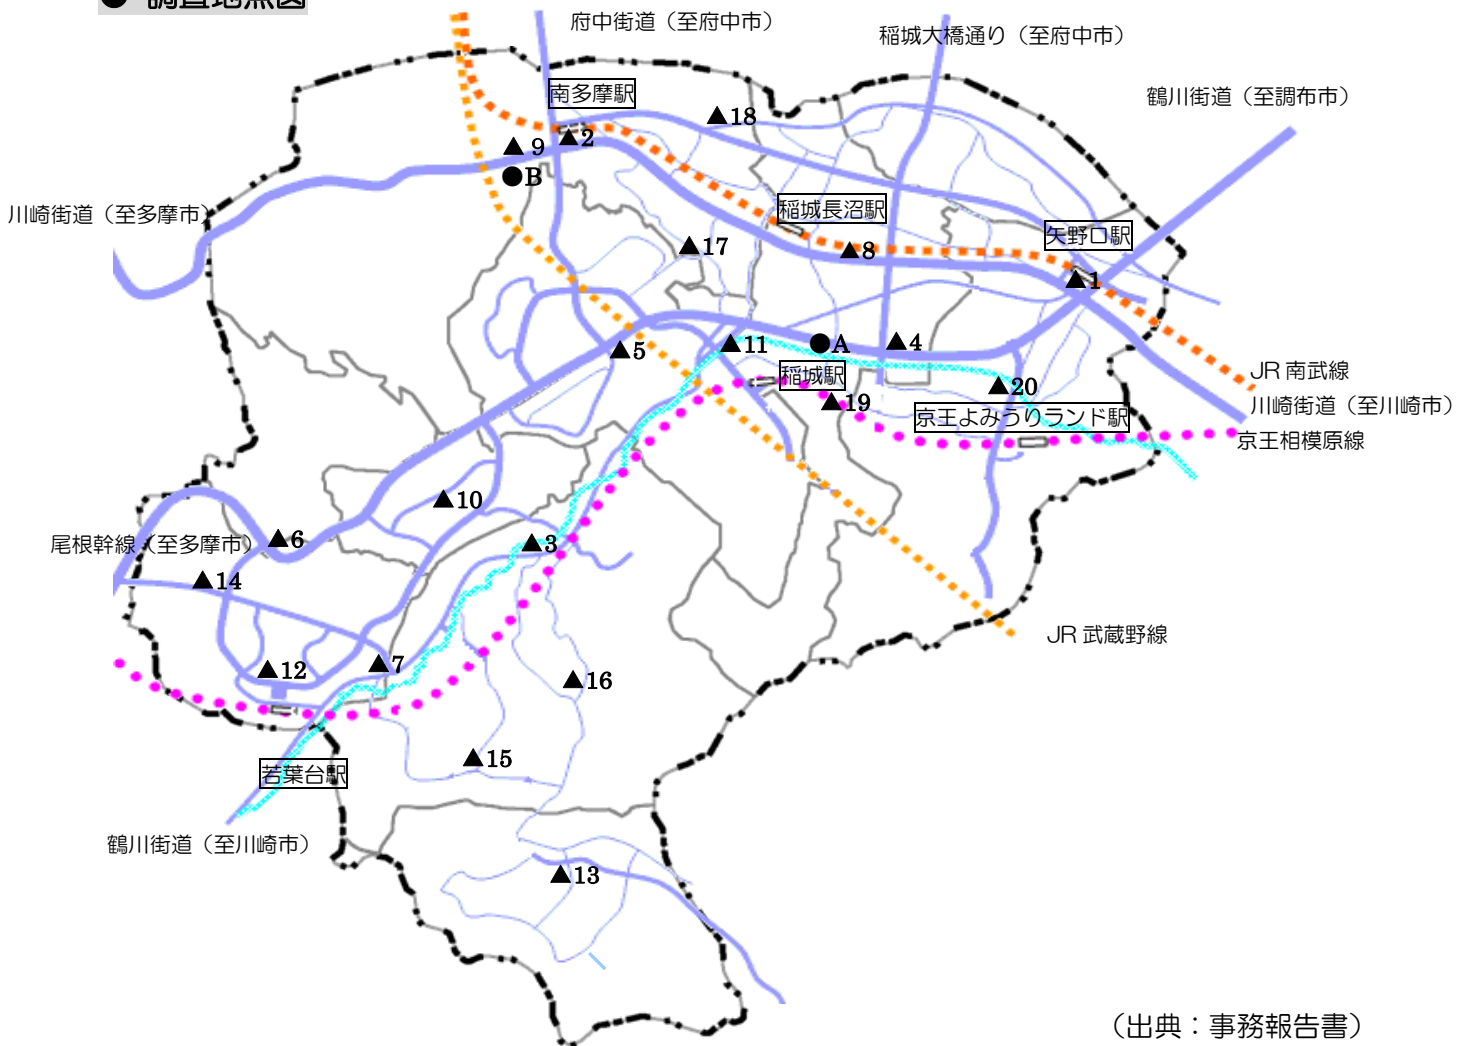 ● 調査地点図
府中街道（至府中市）
稲城大橋通り（至府中市）
鶴川街道（至調布市）
南多摩駅
▲18
▲2
▲9
●B
川崎街道（至多摩市）
稲城長沼駅
矢野口駅
▲17
▲8
▲1
▲5
▲11
●A
▲4
稲城駅
JR 南武線
▲20
▲19
川崎街道（至川崎市）
京王よみうりランド駅
京王相模原線
▲10
▲6
尾根幹線（至多摩市）
▲3
▲14
JR 武蔵野線
▲12
▲7
▲16
▲15
若葉台駅
鶴川街道（至川崎市）
▲13
（出典：事務報告書）